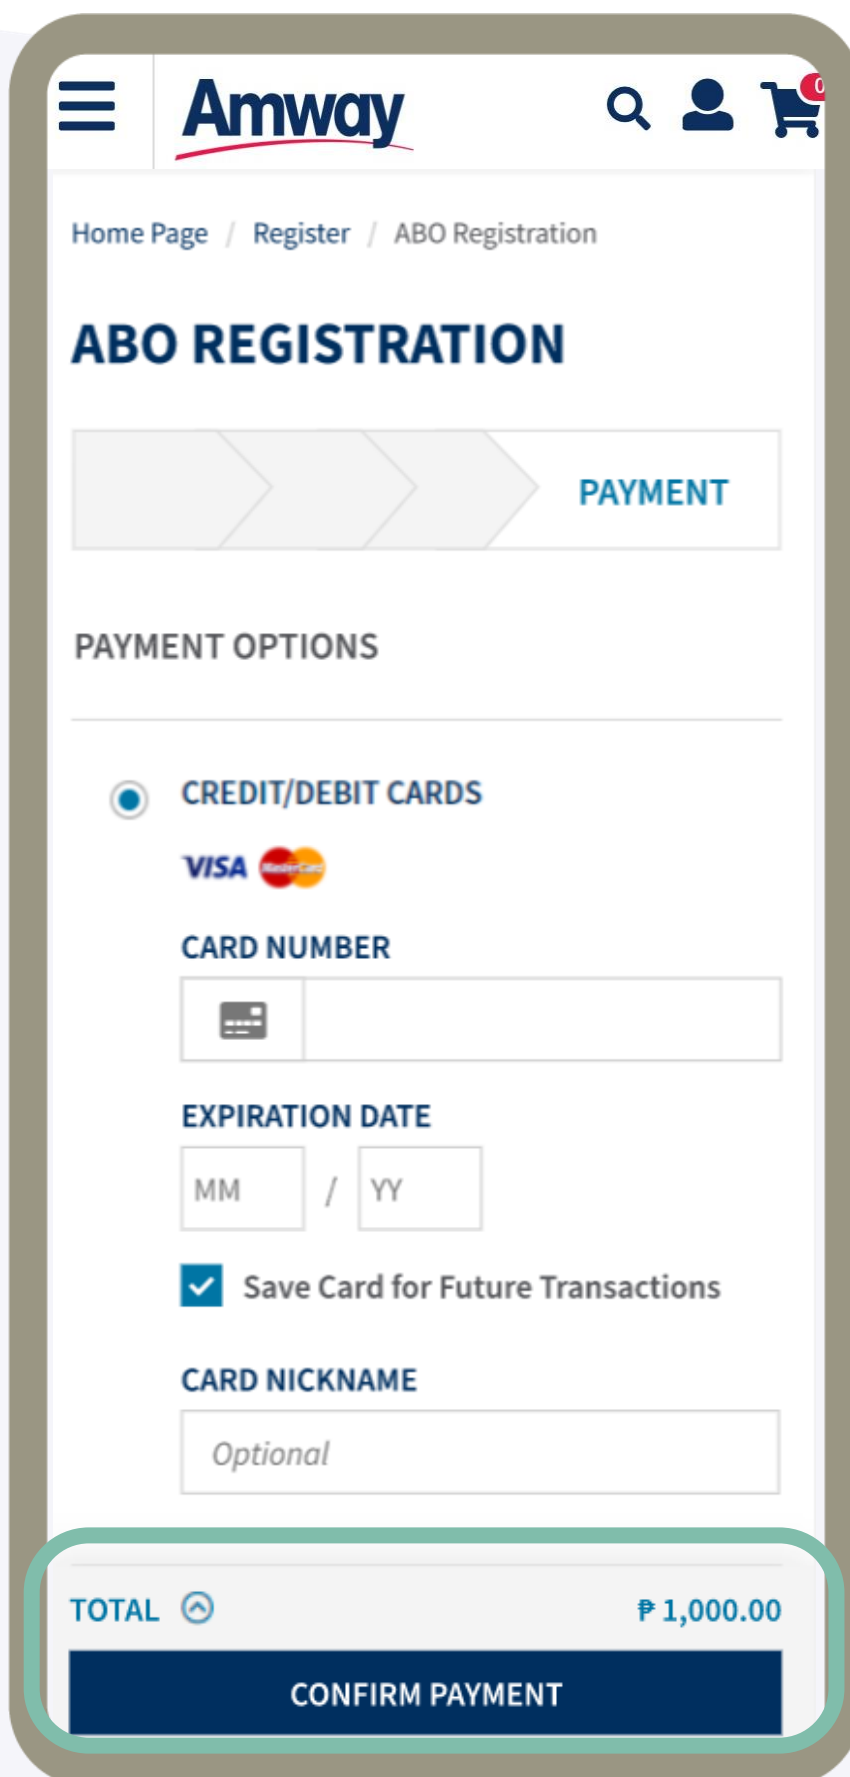 Amway
0
Home Page / Register / ABO Registration
ABO REGISTRATION
PAYMENT
PAYMENT OPTIONS
CREDIT/DEBIT CARDS
VISA MasterCard
CARD NUMBER
EXPIRATION DATE
MM / YY
Save Card for Future Transactions
CARD NICKNAME
Optional
TOTAL ₱ 1,000.00
CONFIRM PAYMENT